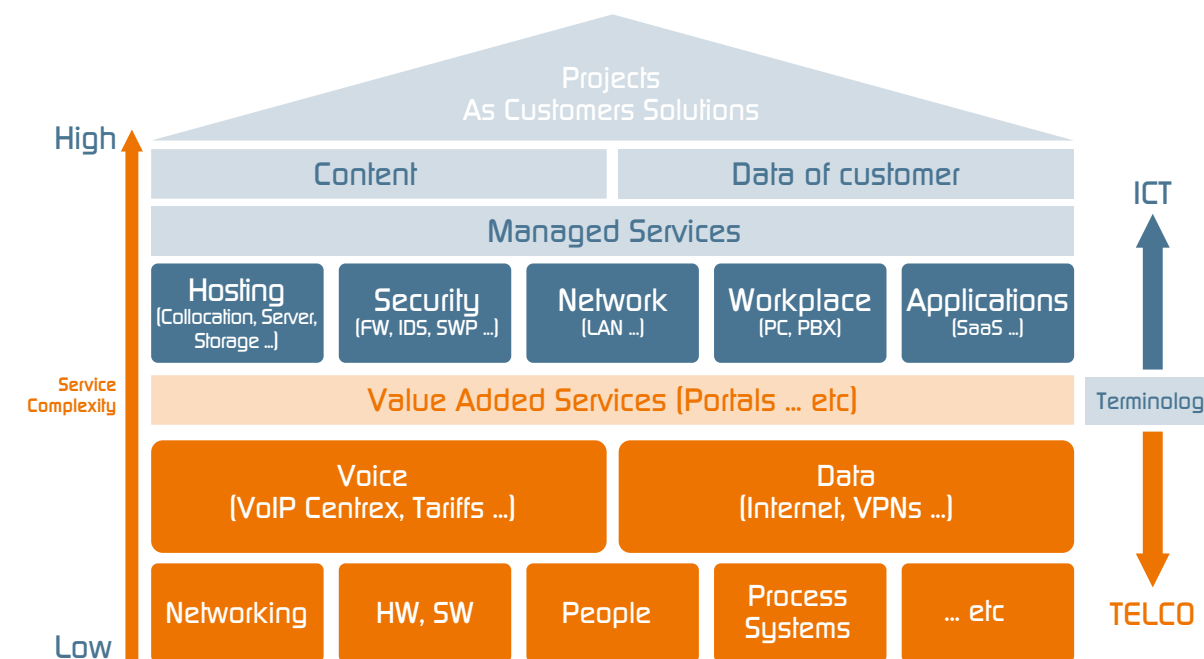 Projects
As Customers Solutions
High
Content
Data of customer
ICT
Managed Services
Hosting
(Collocation, Server,
Storage ...)
Security
(FW, IDS, SWP ...)
Network
(LAN ...)
Workplace
(PC, PBX)
Applications
(SaaS ...)
Service
Complexity
Value Added Services (Portals ... etc)
Terminolog
Voice
(VoIP Centrex, Tariffs ...)
Data
(Internet, VPNs ...)
Networking
HW, SW
People
Process
Systems
... etc
TELCO
Low